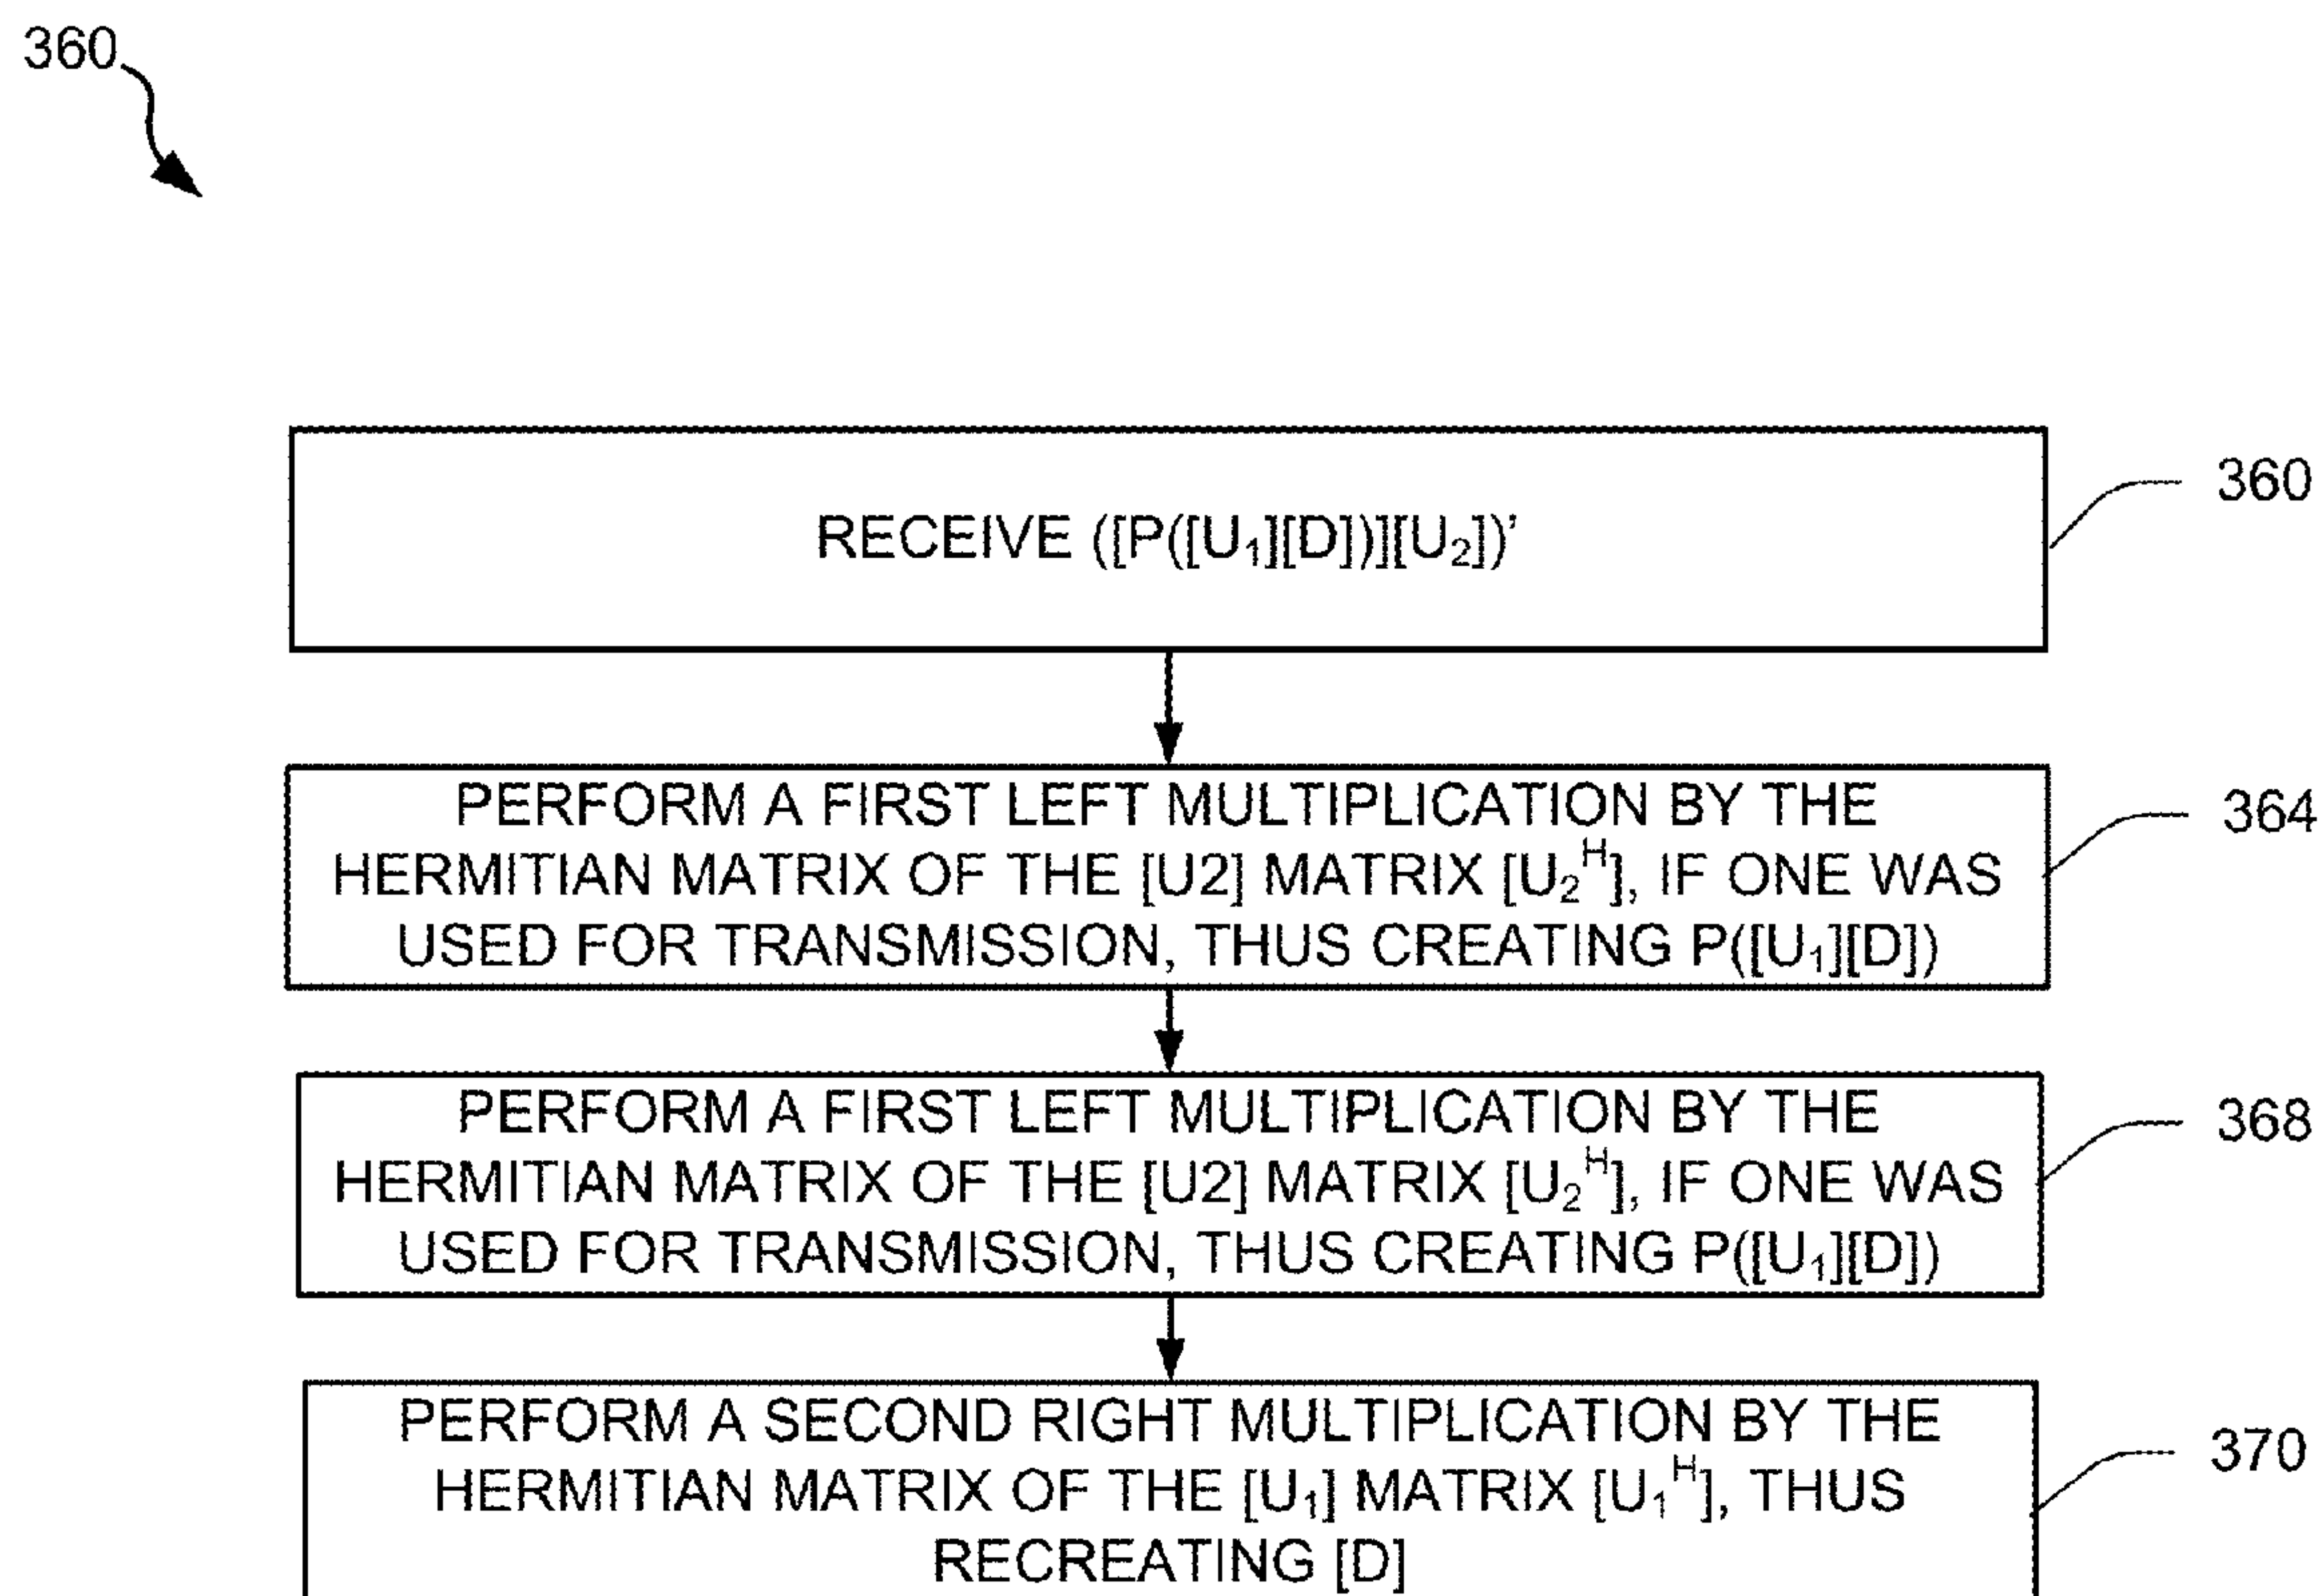 360
RECEIVE ([P([U₁][D])][U₂])’
360
PERFORM A FIRST LEFT MULTIPLICATION BY THE
HERMITIAN MATRIX OF THE [U2] MATRIX [U₂ᴴ], IF ONE WAS
USED FOR TRANSMISSION, THUS CREATING P([U₁][D])
364
PERFORM A FIRST LEFT MULTIPLICATION BY THE
HERMITIAN MATRIX OF THE [U2] MATRIX [U₂ᴴ], IF ONE WAS
USED FOR TRANSMISSION, THUS CREATING P([U₁][D])
368
PERFORM A SECOND RIGHT MULTIPLICATION BY THE
HERMITIAN MATRIX OF THE [U₁] MATRIX [U₁ᴴ], THUS
RECREATING [D]
370